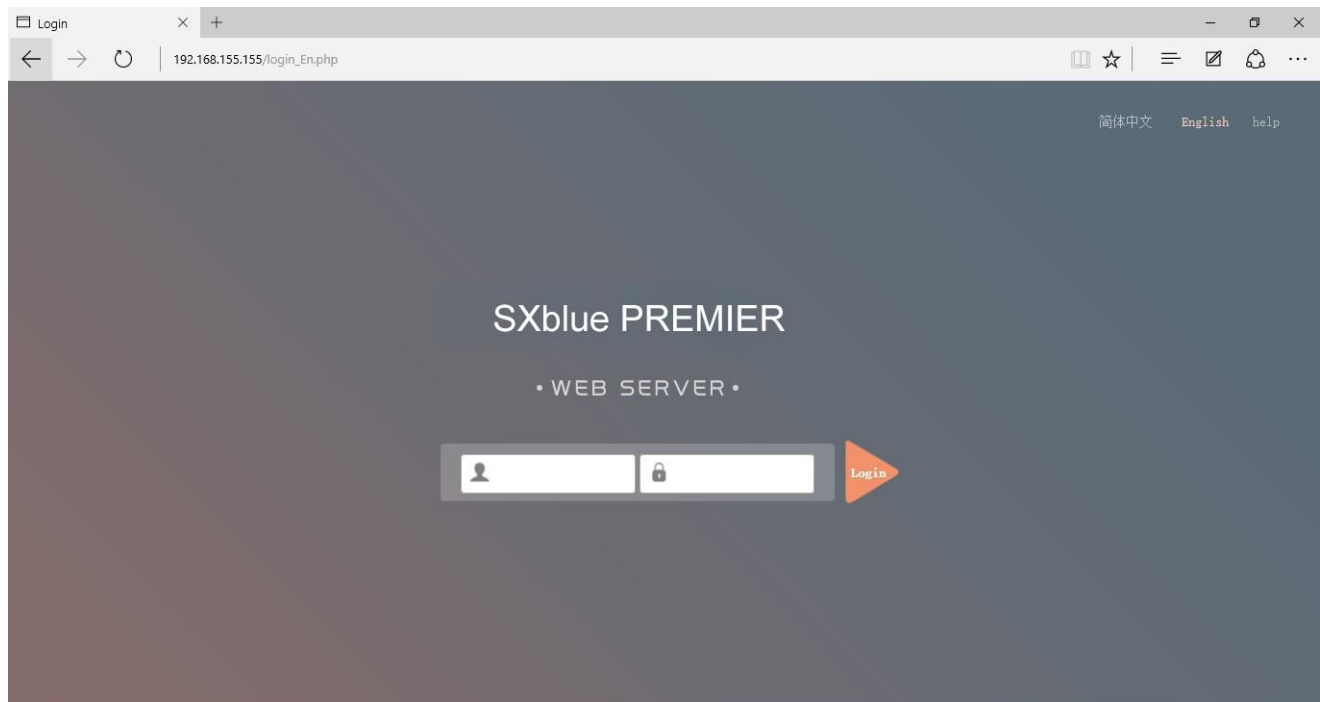 Login
192.168.155.155/login_En.php
简体中文 English help
SXblue PREMIER
•WEB SERVER•
Login